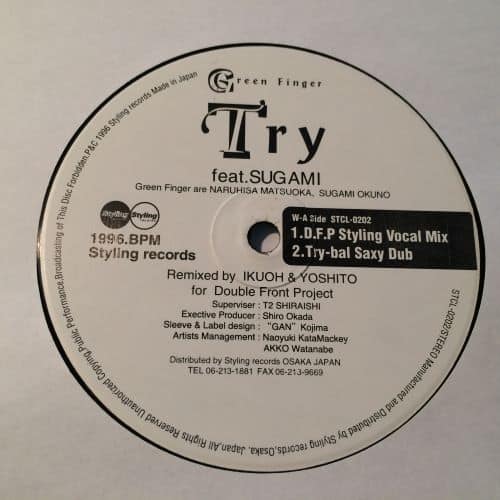 Green Finger
Try
feat.SUGAMI
Green Finger are NARUHISA MATSUOKA, SUGAMI OKUNO
Styling Styling
1996.BPM
Styling records
W-A Side STCL-0202
1.D.F.P Styling Vocal Mix
2.Try-bal Saxy Dub
Remixed by IKUOH & YOSHITO
for Double Front Project
Superviser : T2 SHIRAISHI
Exective Producer : Shiro Okada
Sleeve & Label design : "GAN" Kojima
Artists Management : Naoyuki KataMackey
AKKO Watanabe
Distributed by Styling records OSAKA JAPAN
TEL 06-213-1881 FAX 06-213-9669
STCL-0202/STEREO Manufactured and Distributed by Styling records,Osaka, Japan,All Rights Reserved Unauthorized Copying,Public Performance,Broadcasting of This Disc Forbidden.P&C 1996 Styling records Made in Japan